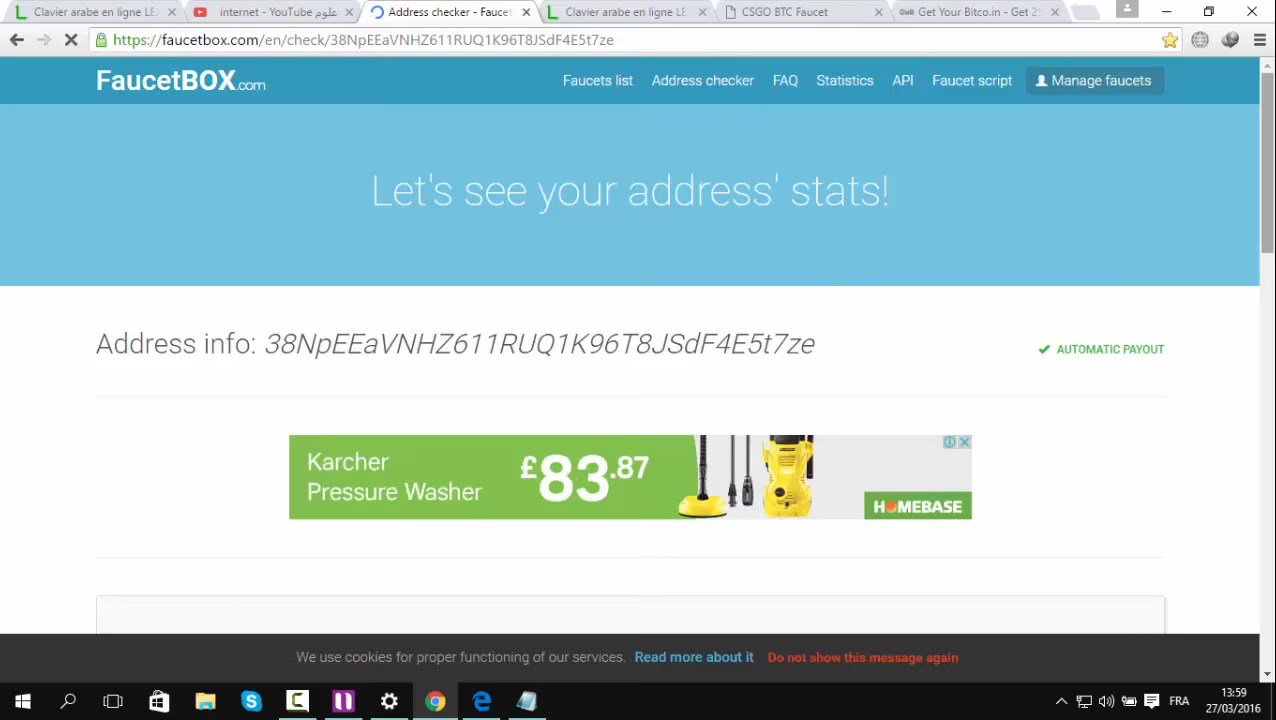 Clavier arabe en ligne LE
علوم internet - YouTube
Address checker - Faucet
Clavier arabe en ligne LE
CSGO BTC Faucet
Get Your Bitco.in - Get 2
https://faucetbox.com/en/check/38NpEEaVNHZ611RUQ1K96T8JSdF4E5t7ze
FaucetBOX.com
Faucets list
Address checker
FAQ
Statistics
API
Faucet script
Manage faucets
Let's see your address' stats!
Address info: 38NpEEaVNHZ611RUQ1K96T8JSdF4E5t7ze
AUTOMATIC PAYOUT
Karcher
Pressure Washer
£83.87
HOMEBASE
We use cookies for proper functioning of our services. Read more about it Do not show this message again
FRA
13:59
27/03/2016